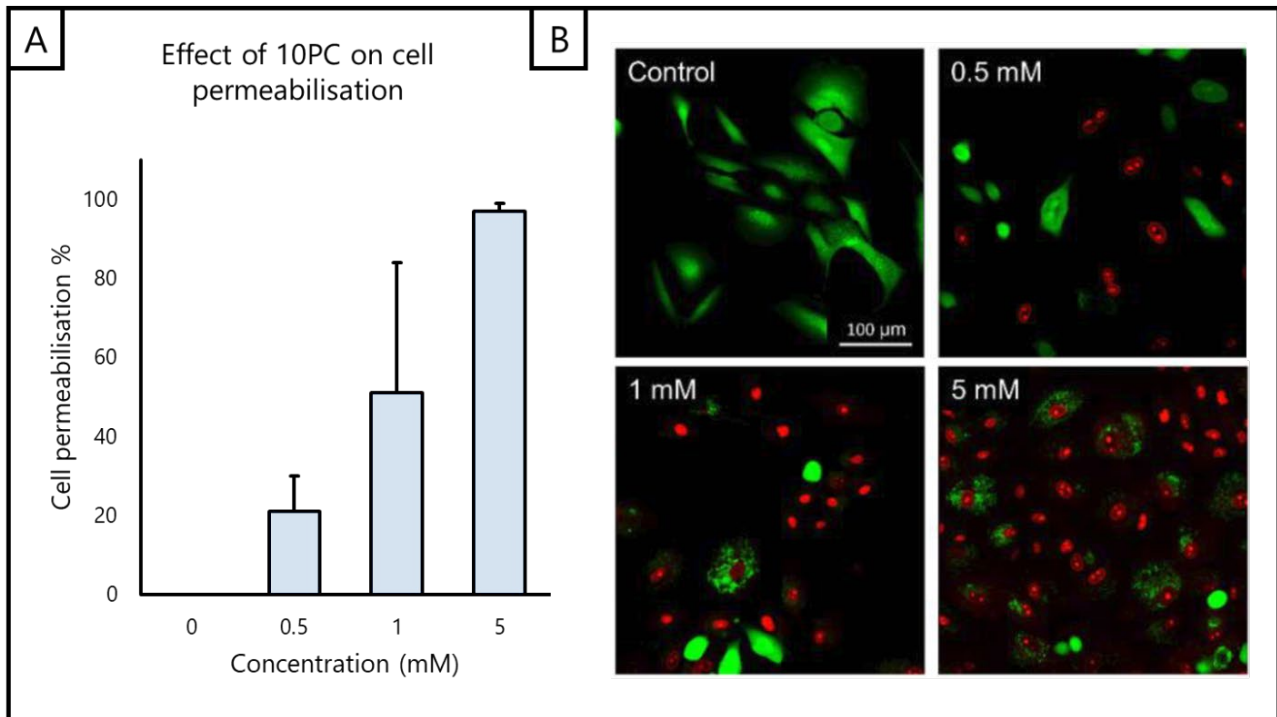 A
Effect of 10PC on cell
permeabilisation
Cell permeabilisation %
100
80
60
40
20
0
0 0.5 1 5
Concentration (mM)
B
Control
100 µm
0.5 mM
1 mM
5 mM